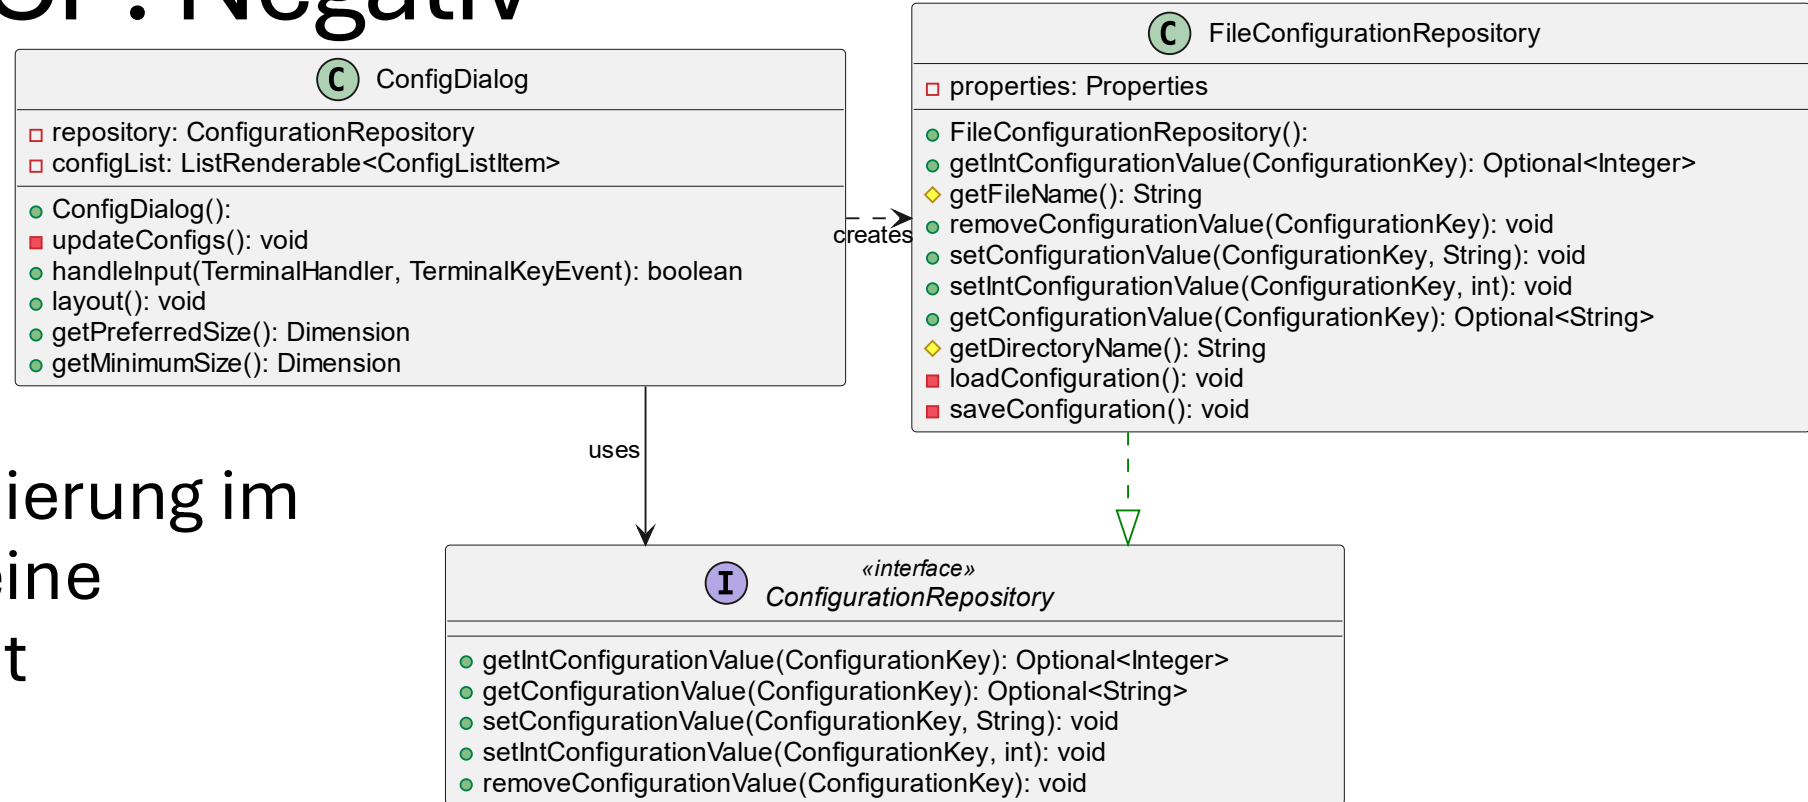 : Negativ
C ConfigDialog
repository: ConfigurationRepository
configList: ListRenderable<ConfigListItem>
ConfigDialog():
updateConfigs(): void
handleInput(TerminalHandler, TerminalKeyEvent): boolean
layout(): void
getPreferredSize(): Dimension
getMinimumSize(): Dimension
creates
C FileConfigurationRepository
properties: Properties
FileConfigurationRepository():
getIntConfigurationValue(ConfigurationKey): Optional<Integer>
getFileName(): String
removeConfigurationValue(ConfigurationKey): void
setConfigurationValue(ConfigurationKey, String): void
setIntConfigurationValue(ConfigurationKey, int): void
getConfigurationValue(ConfigurationKey): Optional<String>
getDirectoryName(): String
loadConfiguration(): void
saveConfiguration(): void
uses
ierung im
eine
t
«interface»
I ConfigurationRepository
getIntConfigurationValue(ConfigurationKey): Optional<Integer>
getConfigurationValue(ConfigurationKey): Optional<String>
setConfigurationValue(ConfigurationKey, String): void
setIntConfigurationValue(ConfigurationKey, int): void
removeConfigurationValue(ConfigurationKey): void